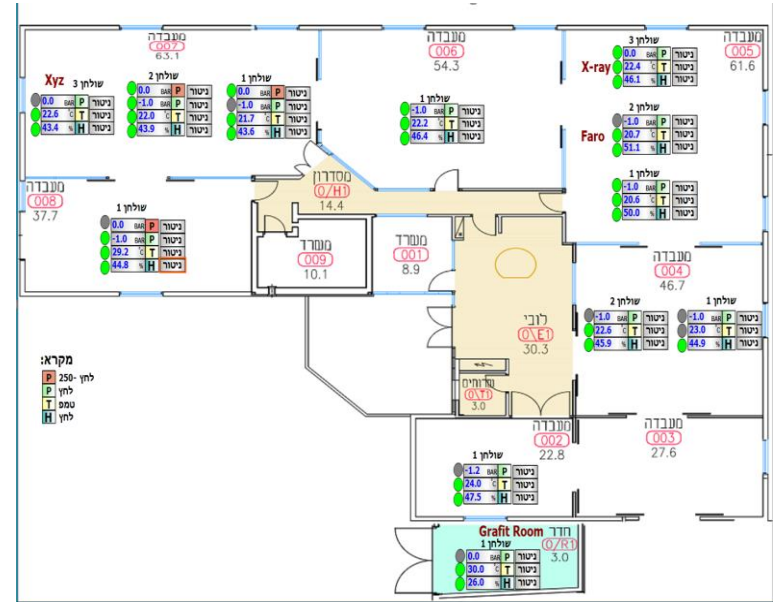 מעבדה
007
63.1
Xyz
שולחן 3
0.0 BAR P ניטור
22.6 °C T ניטור
43.4 % H ניטור
שולחן 2
0.0 BAR P ניטור
-1.0 BAR P ניטור
22.0 °C T ניטור
43.9 % H ניטור
שולחן 1
0.0 BAR P ניטור
-1.0 BAR P ניטור
21.7 °C T ניטור
43.6 % H ניטור
מעבדה
006
54.3
שולחן 1
-1.0 BAR P ניטור
22.2 °C T ניטור
46.4 % H ניטור
מעבדה
005
61.6
שולחן 3
X-ray
0.0 BAR P ניטור
22.4 °C T ניטור
46.1 % H ניטור
שולחן 2
Faro
-1.0 BAR P ניטור
20.7 °C T ניטור
51.1 % H ניטור
שולחן 1
-1.0 BAR P ניטור
20.6 °C T ניטור
50.0 % H ניטור
מעבדה
008
37.7
שולחן 1
0.0 BAR P ניטור
-1.0 BAR P ניטור
29.2 °C T ניטור
44.8 % H ניטור
מסדרון
0/H1
14.4
משרד
009
10.1
משרד
001
8.9
לובי
0\E1
30.3
שרותים
0\T1
3.0
מעבדה
004
46.7
שולחן 2
-1.0 BAR P ניטור
22.6 °C T ניטור
45.9 % H ניטור
שולחן 1
-1.0 BAR P ניטור
23.0 °C T ניטור
44.9 % H ניטור
מקרא:
P לחץ -250
P לחץ
T טמפ
H לחץ
מעבדה
002
22.8
שולחן 1
-1.2 BAR P ניטור
24.0 °C T ניטור
47.5 % H ניטור
מעבדה
003
27.6
Grafit Room
חדר
0/R1
3.0
שולחן 1
0.0 BAR P ניטור
30.0 °C T ניטור
26.0 % H ניטור